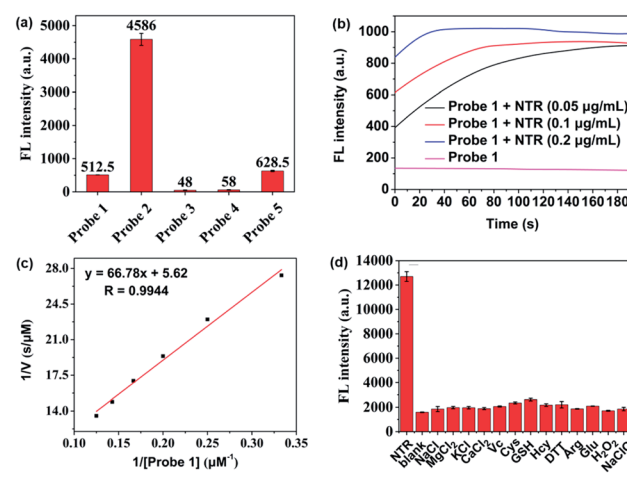 (a)
4586
512.5
48
58
628.5
5000
4000
3000
2000
1000
0
FL intensity (a.u.)
Probe 1
Probe 2
Probe 3
Probe 4
Probe 5
(b)
1000
800
600
400
200
0
FL intensity (a.u.)
Probe 1 + NTR (0.05 μg/mL)
Probe 1 + NTR (0.1 μg/mL)
Probe 1 + NTR (0.2 μg/mL)
Probe 1
0 20 40 60 80 100 120 140 160 180
Time (s)
(c)
y = 66.78x + 5.62
R = 0.9944
28.0
24.5
21.0
17.5
14.0
1/V (s/μM)
0.10 0.15 0.20 0.25 0.30 0.35
1/[Probe 1] (μM⁻¹)
(d)
14000
12000
10000
8000
6000
4000
2000
0
FL intensity (a.u.)
NTR
blank
NaCl
MgCl₂
KCl
CaCl₂
Vc
Cys
GSH
Hcy
DTT
Arg
Glu
H₂O₂